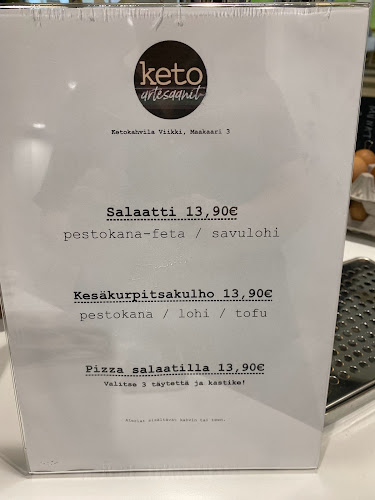 keto
artesaanit
Ketokahvila Viikki, Maakaari 3
Salaatti 13,90€
pestokana-feta / savulohi
Kesäkurpitsakulho 13,90€
pestokana / lohi / tofu
Pizza salaatilla 13,90€
Valitse 3 täytettä ja kastike!